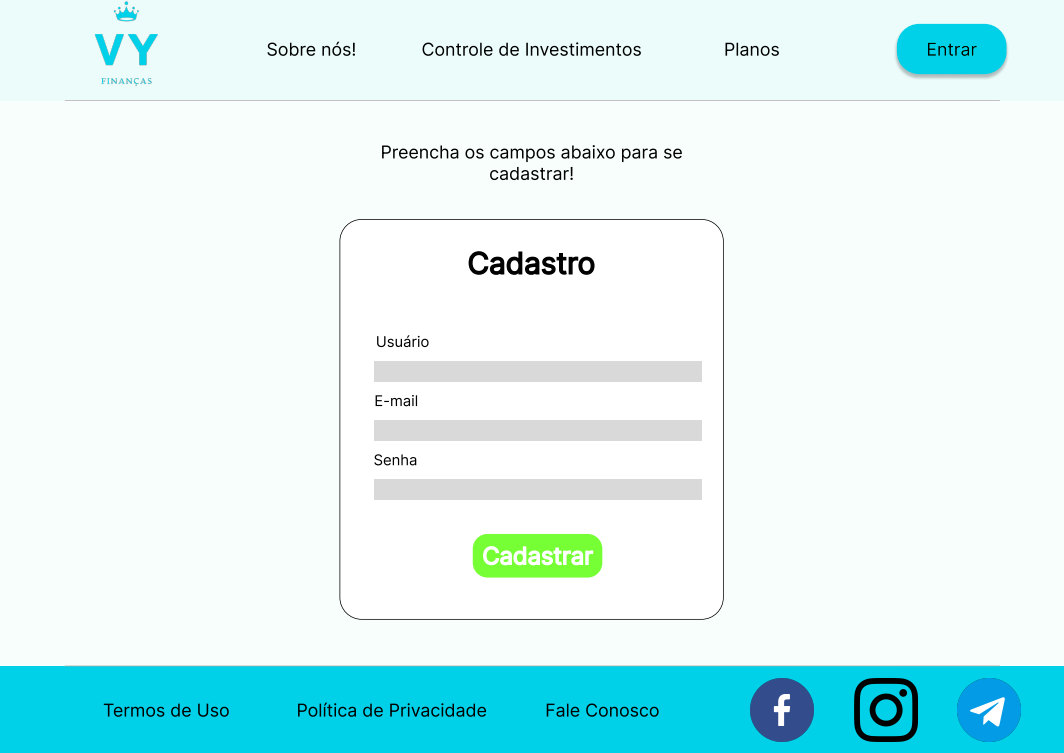 VY
FINANÇAS
Sobre nós!
Controle de Investimentos
Planos
Entrar
Preencha os campos abaixo para se
cadastrar!
Cadastro
Usuário
E-mail
Senha
Cadastrar
Termos de Uso
Política de Privacidade
Fale Conosco